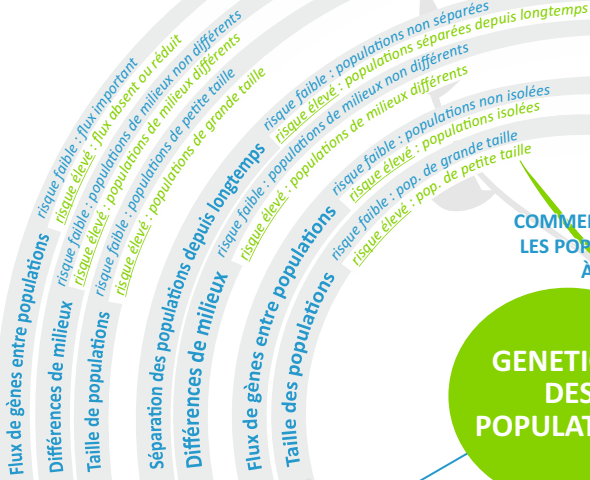 Flux de gènes entre populations
risque faible : flux important
risque élevé : flux absent ou réduit
Différences de milieux
risque faible : populations de milieux non différents
risque élevé : populations de milieux différents
Taille de populations
risque faible : populations de petite taille
risque élevé : populations de grande taille
Séparation des populations depuis longtemps
risque faible : populations non séparées
risque élevé : populations séparées depuis longtemps
Différences de milieux
risque faible : populations de milieux non différents
risque élevé : populations de milieux différents
Flux de gènes entre populations
risque faible : populations non isolées
risque élevé : populations isolées
Taille des populations
risque faible : pop. de grande taille
risque élevé : pop. de petite taille
COMME
LES POP
À
GENETI
DES
POPULAT